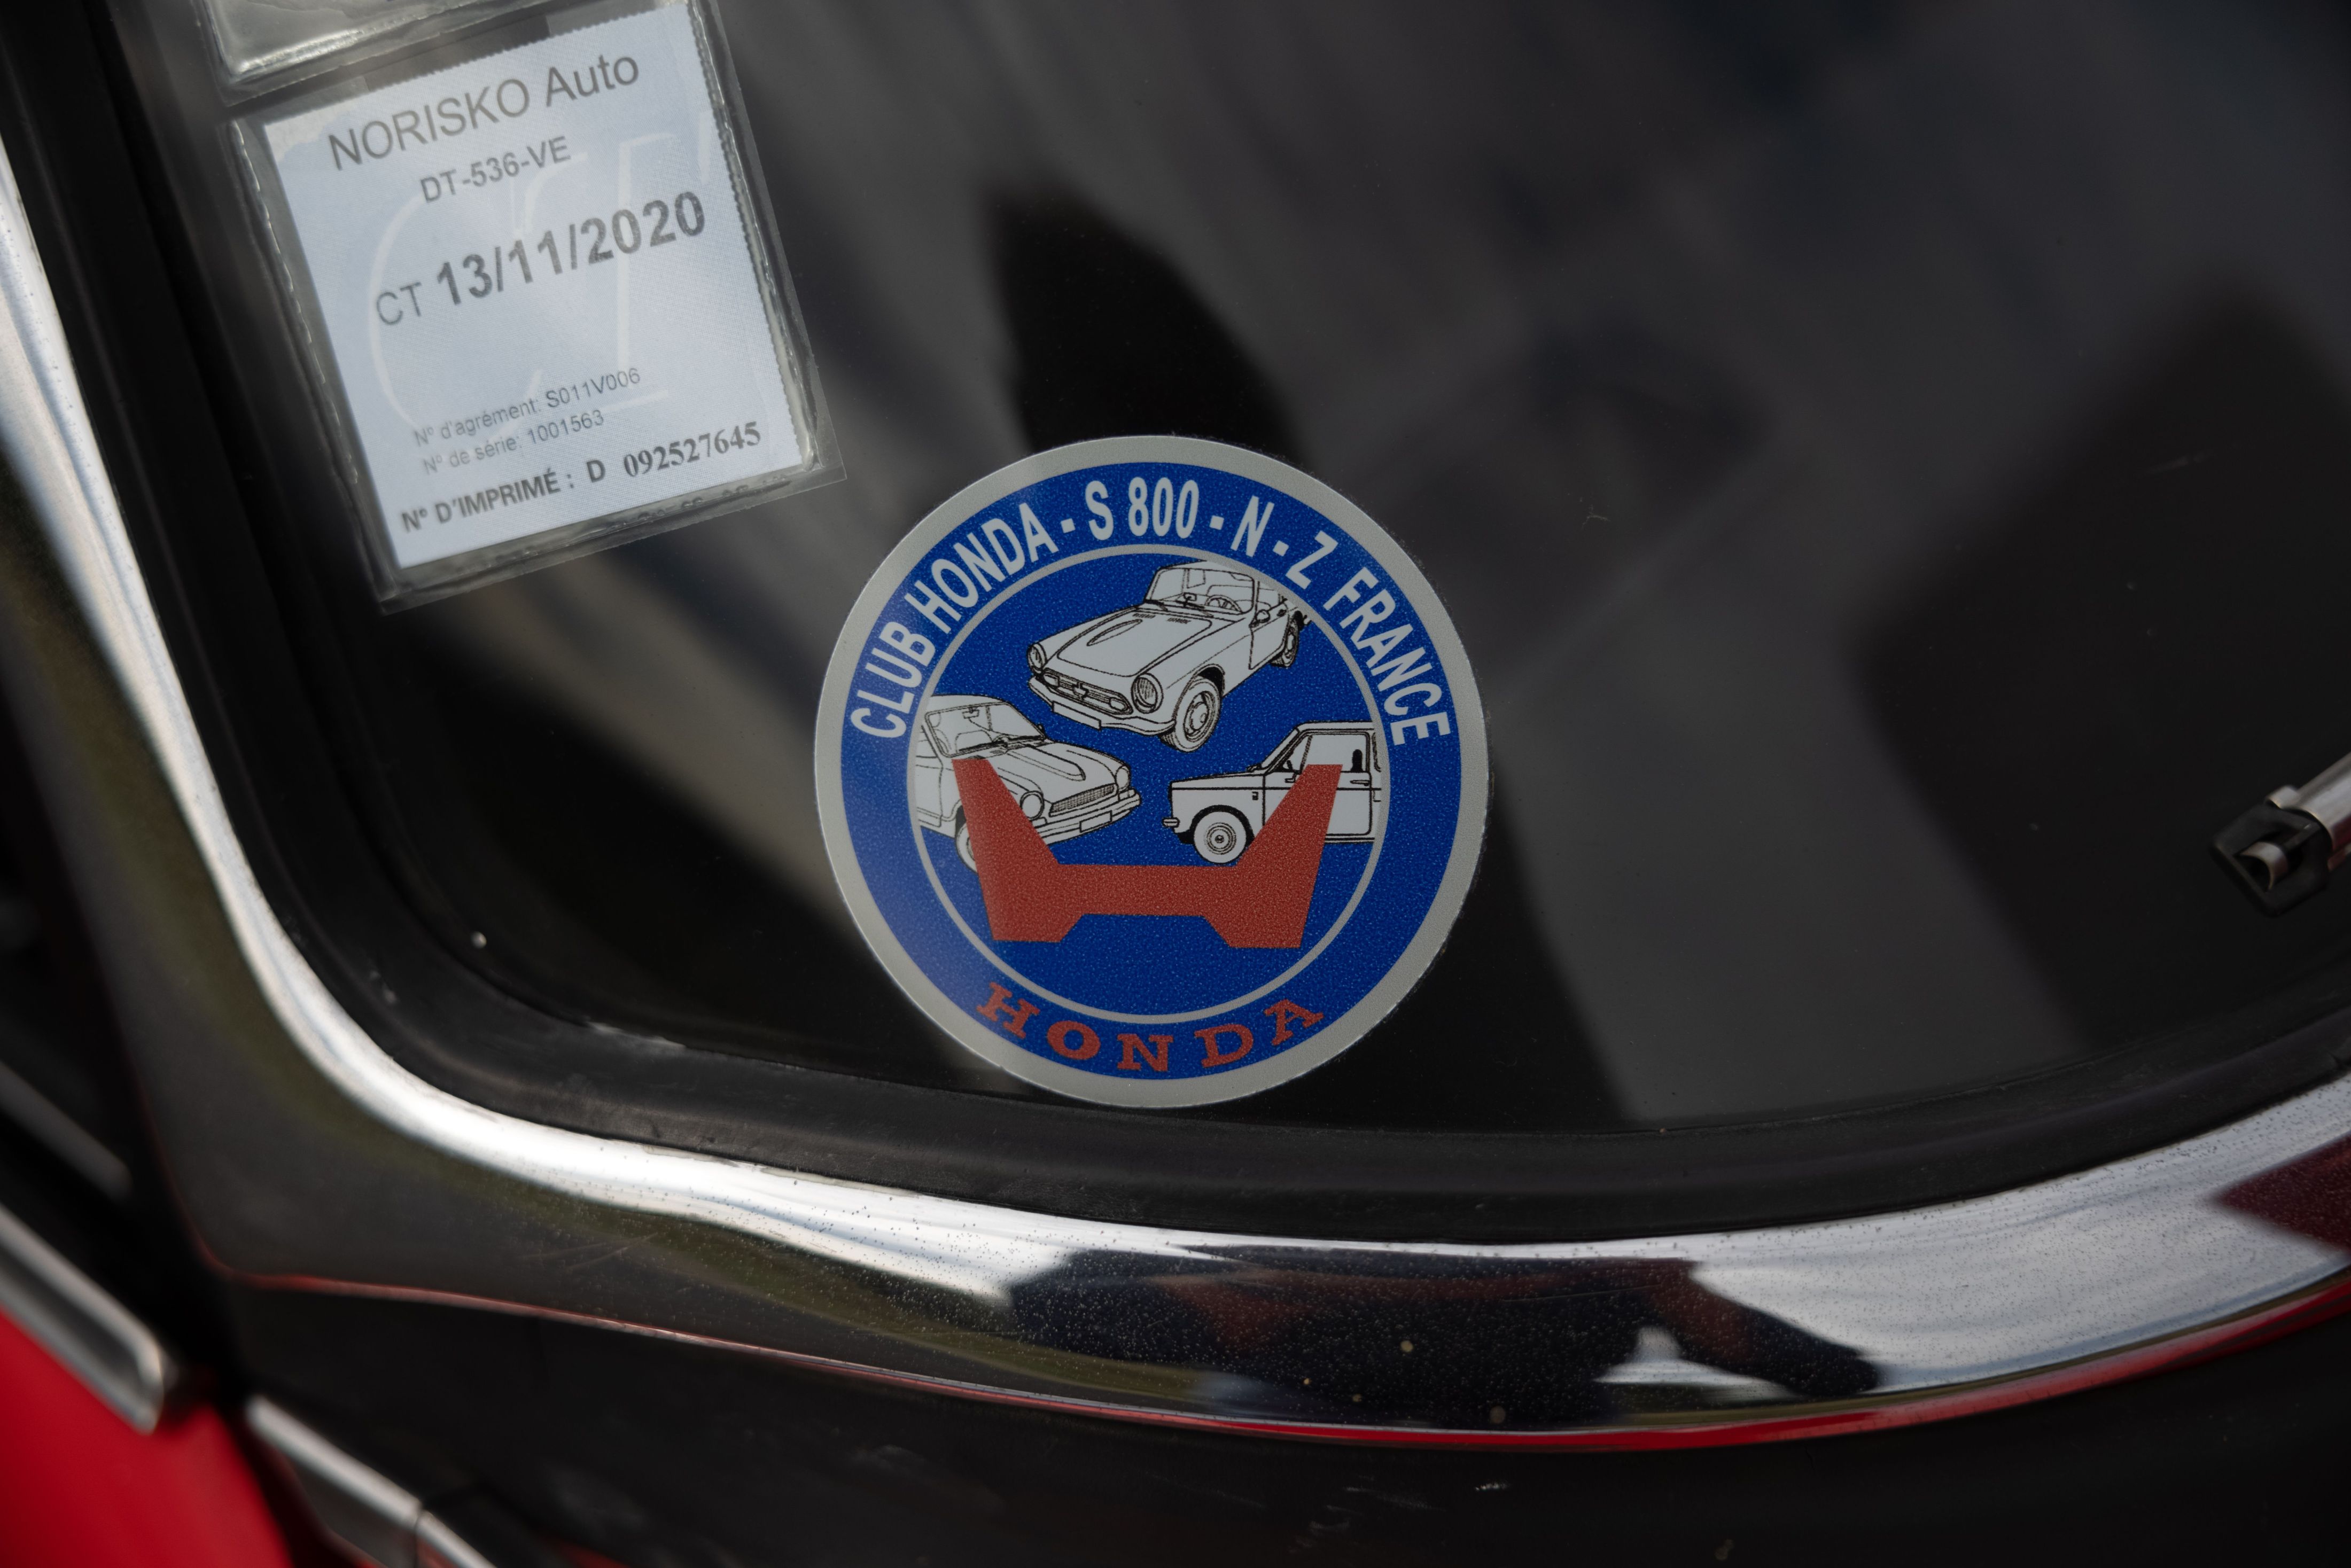 NORISKO Auto
DT-536-VE
CT 13/11/2020
N° d'agrément: S011V006
N° de série: 1001563
N° D'IMPRIMÉ : D 092527645
CLUB HONDA - S 800 - N - Z FRANCE
HONDA